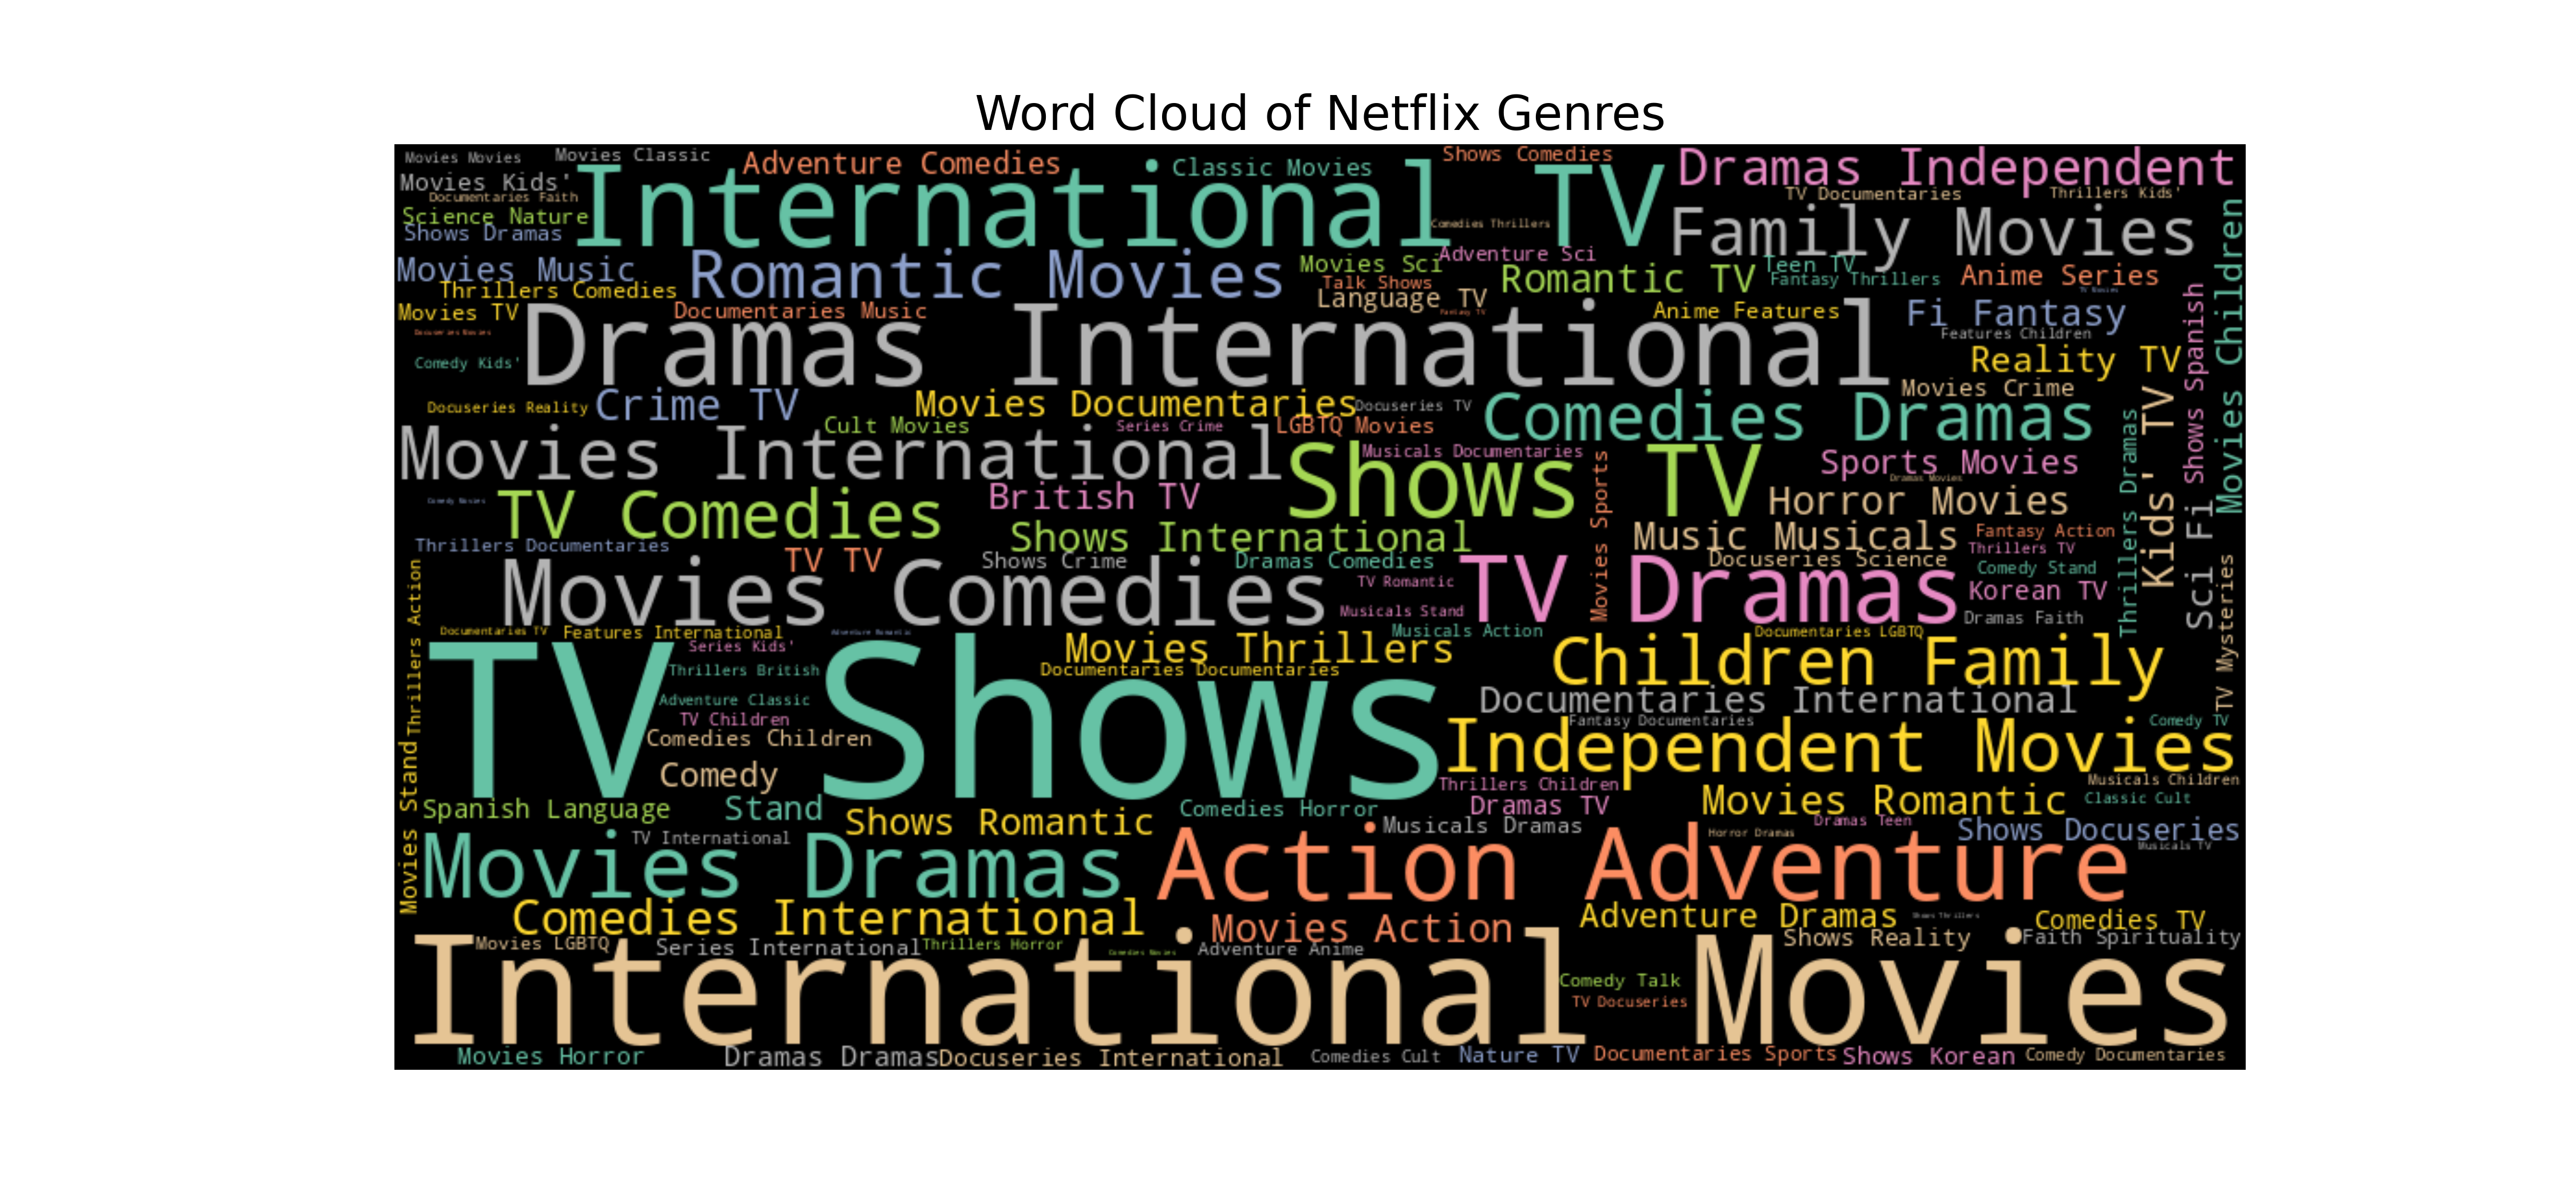 Word Cloud of Netflix Genres
Movies Movies
Movies Classic
Adventure Comedies
Classic Movies
Shows Comedies
Dramas Independent
Movies Kids'
Documentaries Faith
International TV
TV Documentaries
Thrillers Kids'
Science Nature
Shows Dramas
Comedies Thrillers
Family Movies
Movies Children
Movies Music
Romantic Movies
Movies Sci
Adventure Sci
Romantic TV
Teen TV
Fantasy Thrillers
Anime Series
Thrillers Comedies
Talk Shows
Language TV
TV Movies
Movies TV
Documentaries Music
Fantasy TV
Anime Features
Fi Fantasy
Shows Spanish
Docuseries Movies
Dramas International
Features Children
Comedy Kids'
Reality TV
Movies Crime
Docuseries Reality
Crime TV
Movies Documentaries
Docuseries TV
Comedies Dramas
Kids' TV
Cult Movies
Series Crime
LGBTQ Movies
Thrillers Dramas
Movies International
Musicals Documentaries
Shows TV
Sports Movies
Dramas Movies
Movies Sports
Comedy Movies
TV Comedies
British TV
Horror Movies
Sci Fi
Shows International
Music Musicals
Fantasy Action
Thrillers Documentaries
TV TV
Shows Crime
Dramas Comedies
Docuseries Science
Thrillers TV
Comedy Stand
Thrillers Action
Movies Comedies
TV Romantic
TV Dramas
Korean TV
TV Mysteries
Musicals Stand
Dramas Faith
Documentaries TV
Features International
Adventure Romantic
Musicals Action
Documentaries LGBTQ
Series Kids'
Movies Thrillers
Children Family
Thrillers British
Documentaries Documentaries
TV Shows
Adventure Classic
Documentaries International
TV Children
Fantasy Documentaries
Comedy TV
Comedies Children
Independent Movies
Movies Stand
Comedy
Thrillers Children
Musicals Children
Spanish Language
Stand
Comedies Horror
Dramas TV
Movies Romantic
Classic Cult
Shows Romantic
Musicals Dramas
Dramas Teen
Shows Docuseries
TV International
Horror Dramas
Musicals TV
Movies Dramas
Action Adventure
Comedies International
Movies Action
Adventure Dramas
Shows Thrillers
Comedies TV
Movies LGBTQ
Series International
Thrillers Horror
Comedies Movies
Adventure Anime
Shows Reality
Faith Spirituality
International Movies
Comedy Talk
TV Docuseries
Movies Horror
Dramas Dramas
Docuseries International
Comedies Cult
Nature TV
Documentaries Sports
Shows Korean
Comedy Documentaries